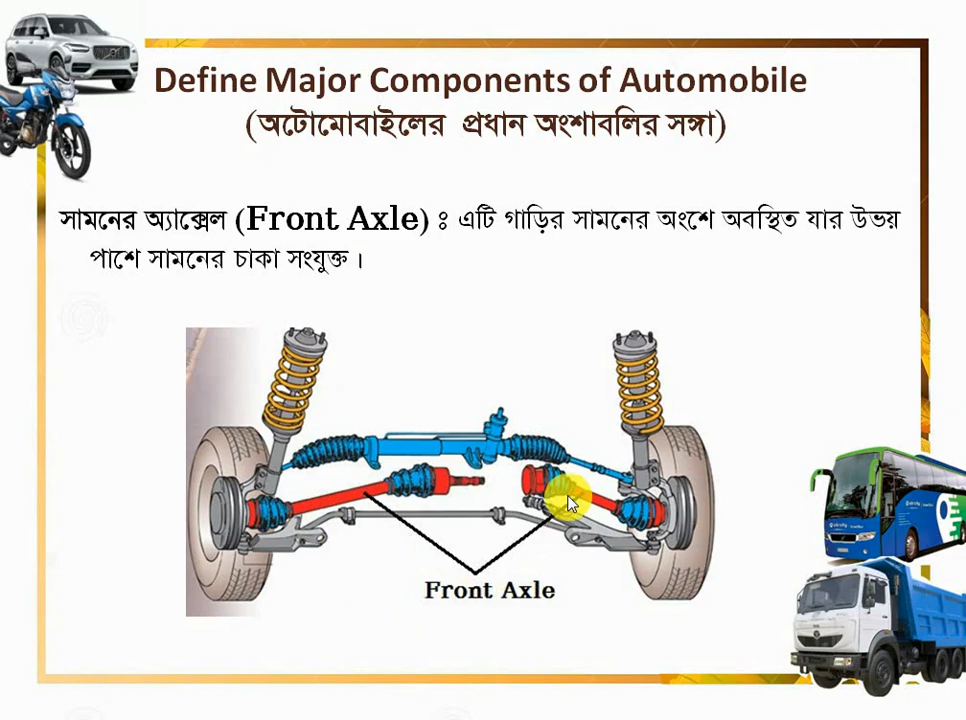 Define Major Components of Automobile
(অটোমোবাইলের প্রধান অংশাবলির সঙ্গা)
সামনের অ্যাক্সেল (Front Axle) ঃ এটি গাড়ির সামনের অংশে অবস্থিত যার উভয়
পাশে সামনের চাকা সংযুক্ত।
Front Axle